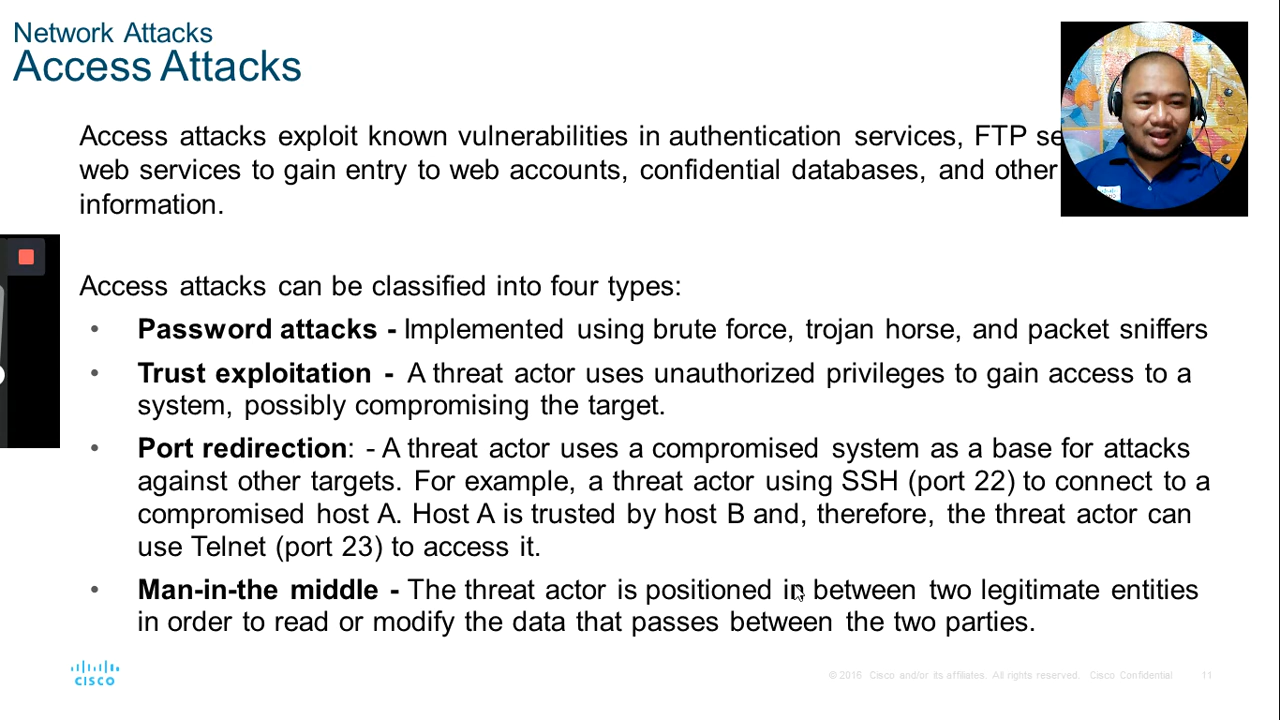 Network Attacks
Access Attacks
Access attacks exploit known vulnerabilities in authentication services, FTP
web services to gain entry to web accounts, confidential databases, and other
information.
Access attacks can be classified into four types:
• Password attacks - Implemented using brute force, trojan horse, and packet sniffers
• Trust exploitation - A threat actor uses unauthorized privileges to gain access to a
system, possibly compromising the target.
• Port redirection: - A threat actor uses a compromised system as a base for attacks
against other targets. For example, a threat actor using SSH (port 22) to connect to a
compromised host A. Host A is trusted by host B and, therefore, the threat actor can
use Telnet (port 23) to access it.
• Man-in-the middle - The threat actor is positioned in between two legitimate entities
in order to read or modify the data that passes between the two parties.
CISCO
© 2016 Cisco and/or its affiliates. All rights reserved. Cisco Confidential 11